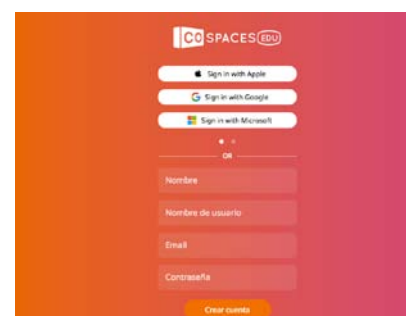 CO SPACES EDU
Sign in with Apple
Sign in with Google
Sign in with Microsoft
OR
Nombre
Nombre de usuario
Email
Contraseña
Crear cuenta